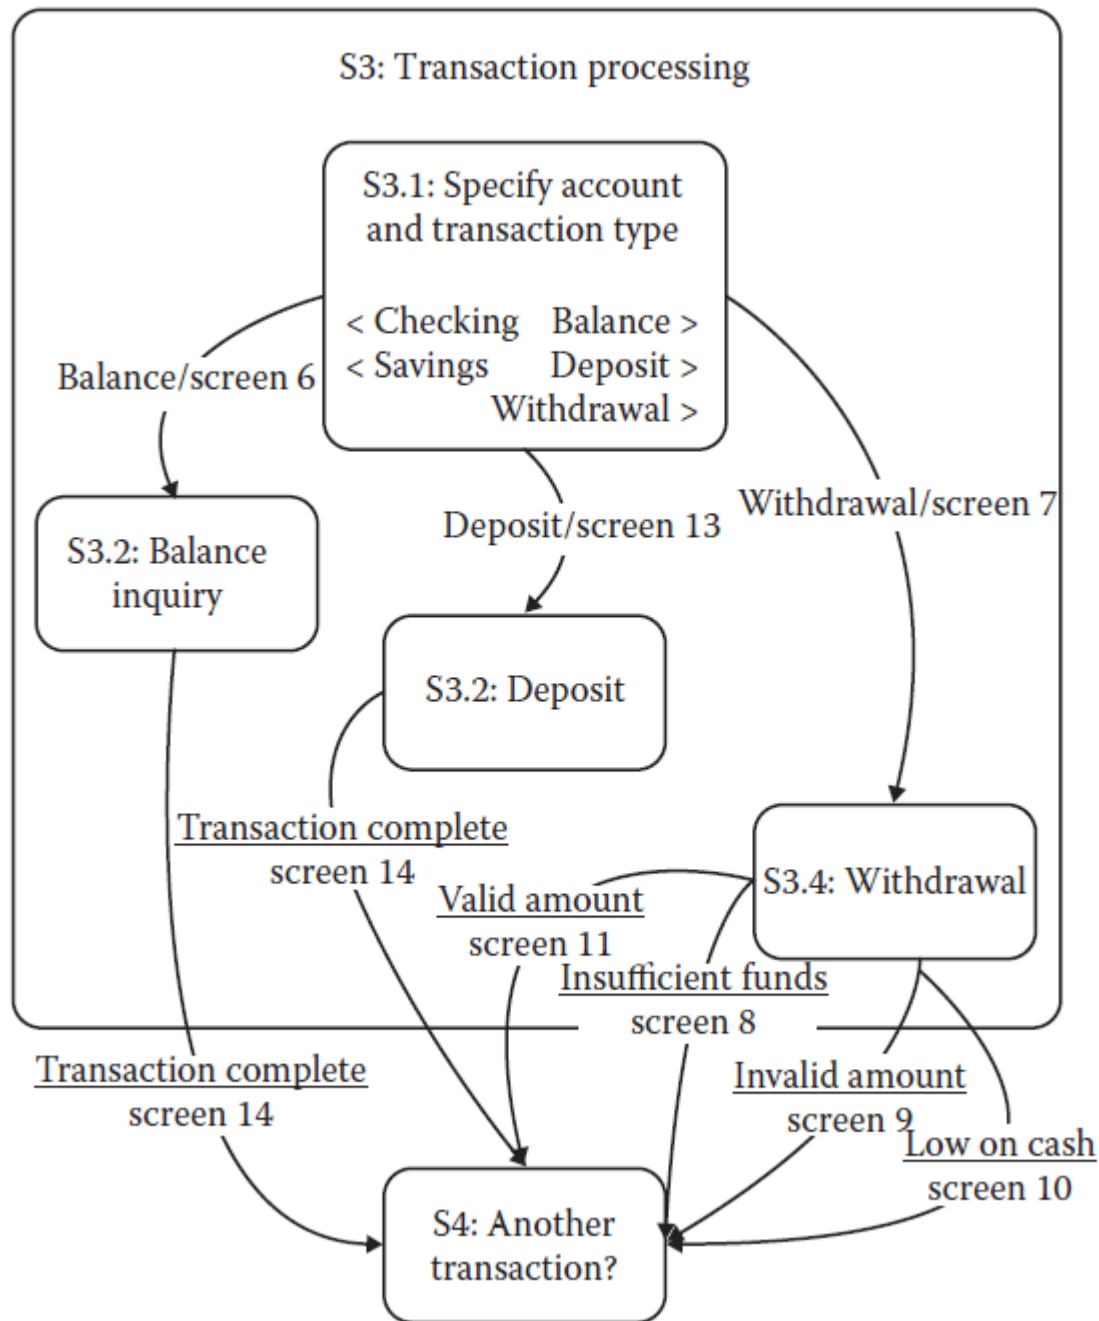 S3: Transaction processing
S3.1: Specify account
and transaction type
< Checking Balance >
< Savings Deposit >
Withdrawal >
Balance/screen 6
Deposit/screen 13
Withdrawal/screen 7
S3.2: Balance
inquiry
S3.2: Deposit
S3.4: Withdrawal
Transaction complete
screen 14
Valid amount
screen 11
Insufficient funds
screen 8
Transaction complete
screen 14
Invalid amount
screen 9
Low on cash
screen 10
S4: Another
transaction?